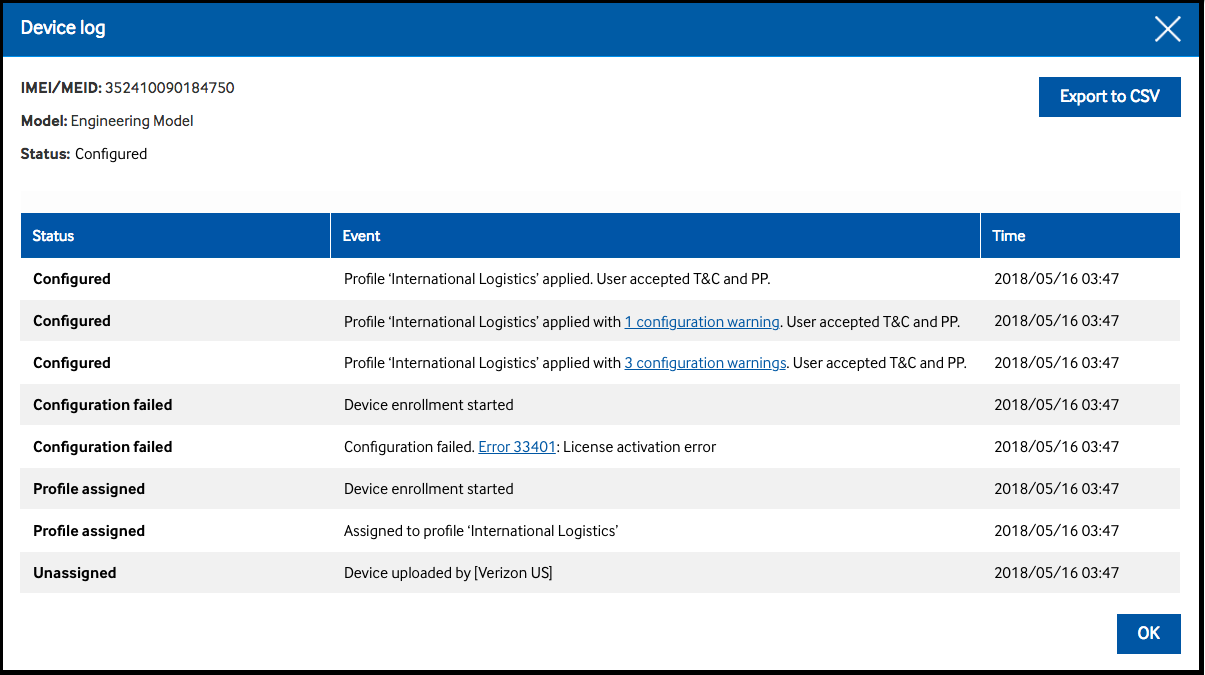 Device log
IMEI/MEID: 352410090184750
Export to CSV
Model: Engineering Model
Status: Configured
Status Event Time
Configured Profile ‘International Logistics’ applied. User accepted T&C and PP. 2018/05/16 03:47
Configured Profile ‘International Logistics’ applied with 1 configuration warning. User accepted T&C and PP. 2018/05/16 03:47
Configured Profile ‘International Logistics’ applied with 3 configuration warnings. User accepted T&C and PP. 2018/05/16 03:47
Configuration failed Device enrollment started 2018/05/16 03:47
Configuration failed Configuration failed. Error 33401: License activation error 2018/05/16 03:47
Profile assigned Device enrollment started 2018/05/16 03:47
Profile assigned Assigned to profile ‘International Logistics’ 2018/05/16 03:47
Unassigned Device uploaded by [Verizon US] 2018/05/16 03:47
OK